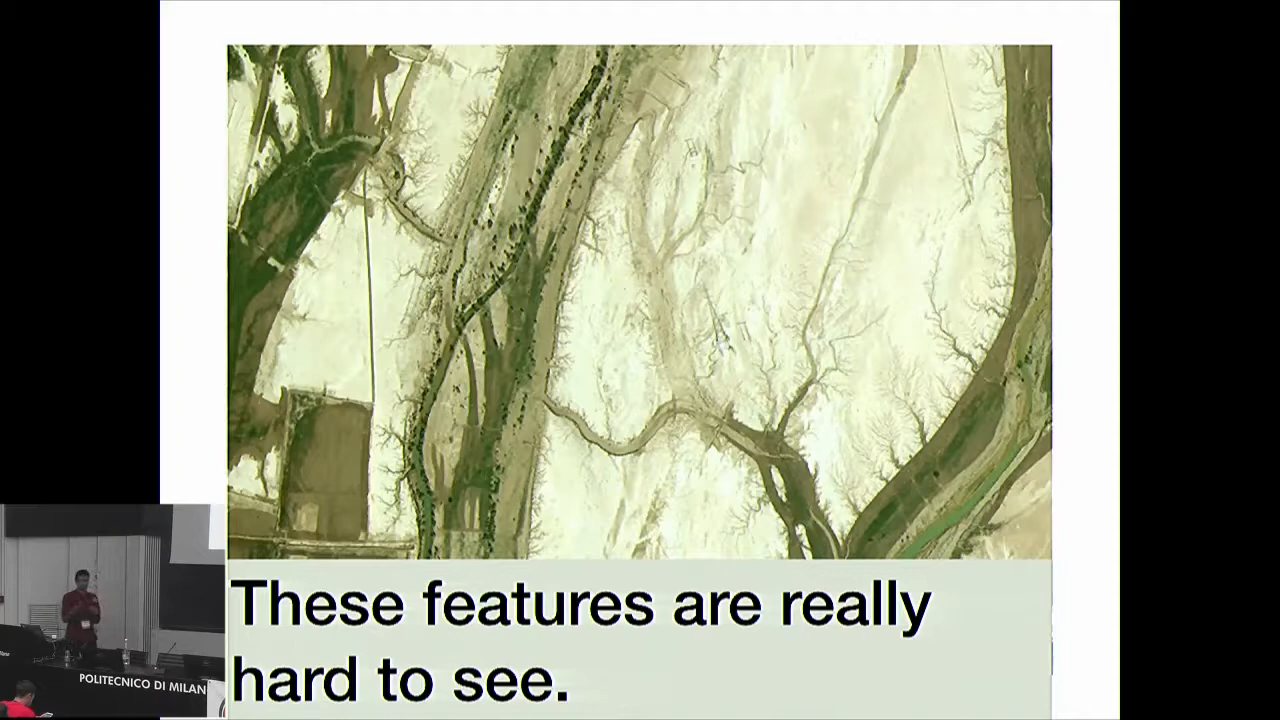 These features are really
hard to see.
POLITECNICO DI MILAN